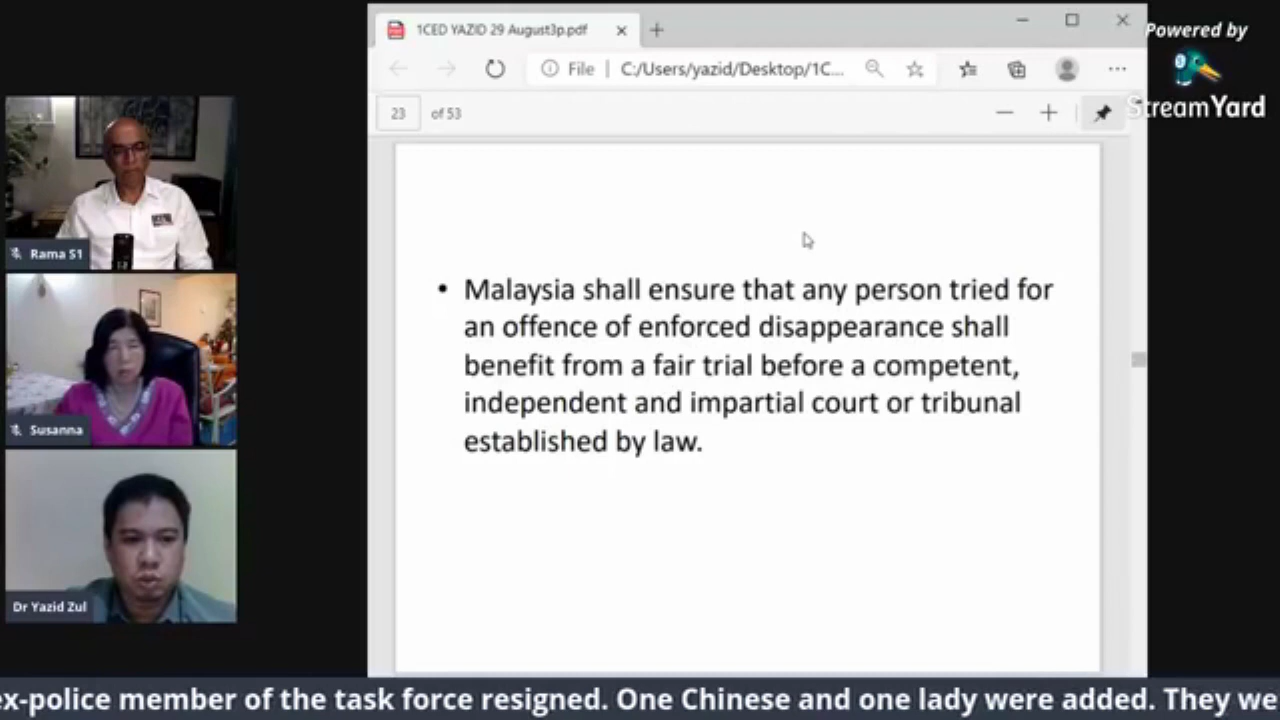 1CED YAZID 29 August3p.pdf
Powered by
File
C:/Users/yazid/Desktop/1C...
StreamYard
23
of 53
Rama S1
Malaysia shall ensure that any person tried for
an offence of enforced disappearance shall
benefit from a fair trial before a competent,
independent and impartial court or tribunal
established by law.
Susanna
Dr Yazid Zul
ex-police member of the task force resigned. One Chinese and one lady were added. They we